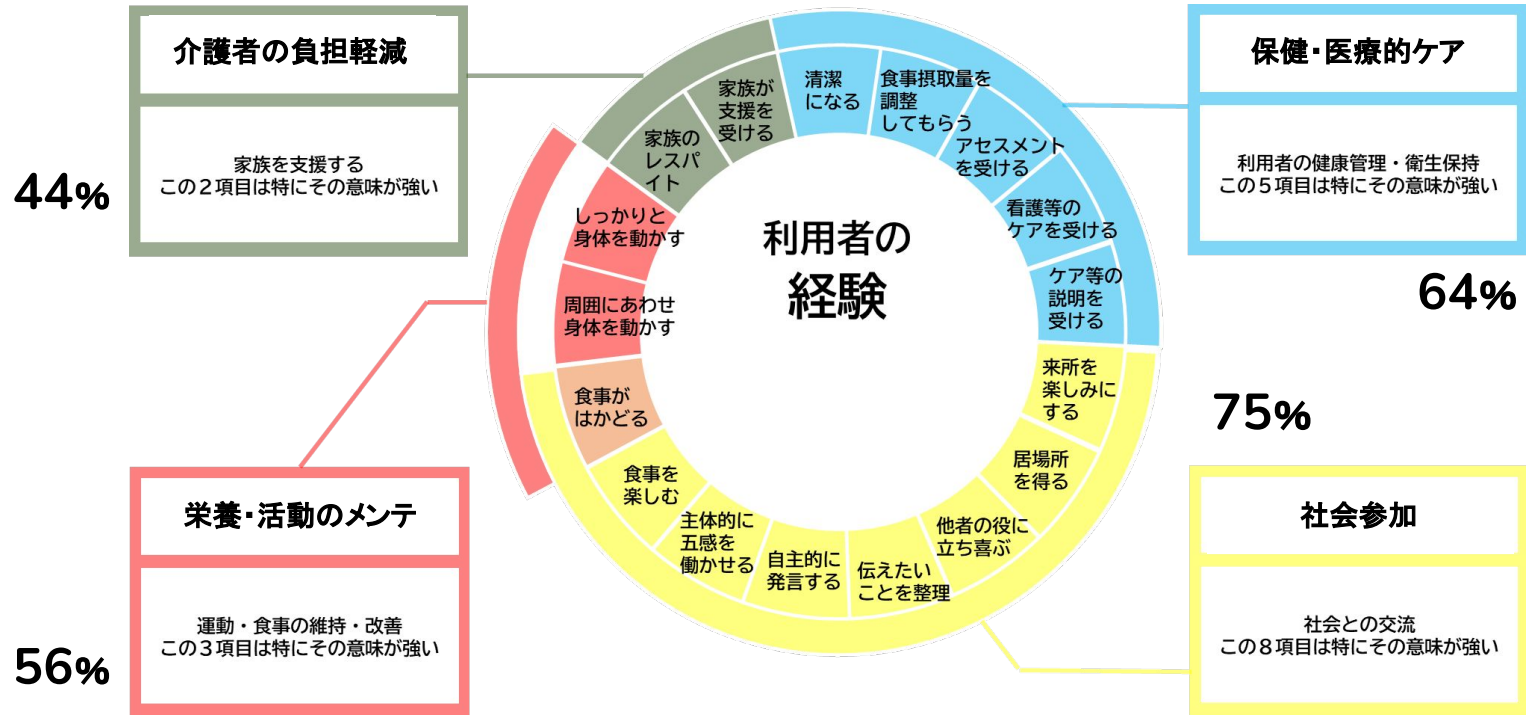 介護者の負担軽減
家族を支援する
この2項目は特にその意味が強い
44%
保健・医療的ケア
利用者の健康管理・衛生保持
この5項目は特にその意味が強い
64%
利用者の
経験
家族の
レスパ
イト
家族が
支援を
受ける
清潔
になる
食事摂取量を
調整
してもらう
アセスメント
を受ける
看護等の
ケアを受ける
ケア等の
説明を
受ける
来所を
楽しみに
する
居場所
を得る
他者の役に
立ち喜ぶ
伝えたい
ことを整理
自主的に
発言する
主体的に
五感を
働かせる
食事を
楽しむ
食事が
はかどる
周囲にあわせ
身体を動かす
しっかりと
身体を動かす
栄養・活動のメンテ
運動・食事の維持・改善
この3項目は特にその意味が強い
56%
75%
社会参加
社会との交流
この8項目は特にその意味が強い